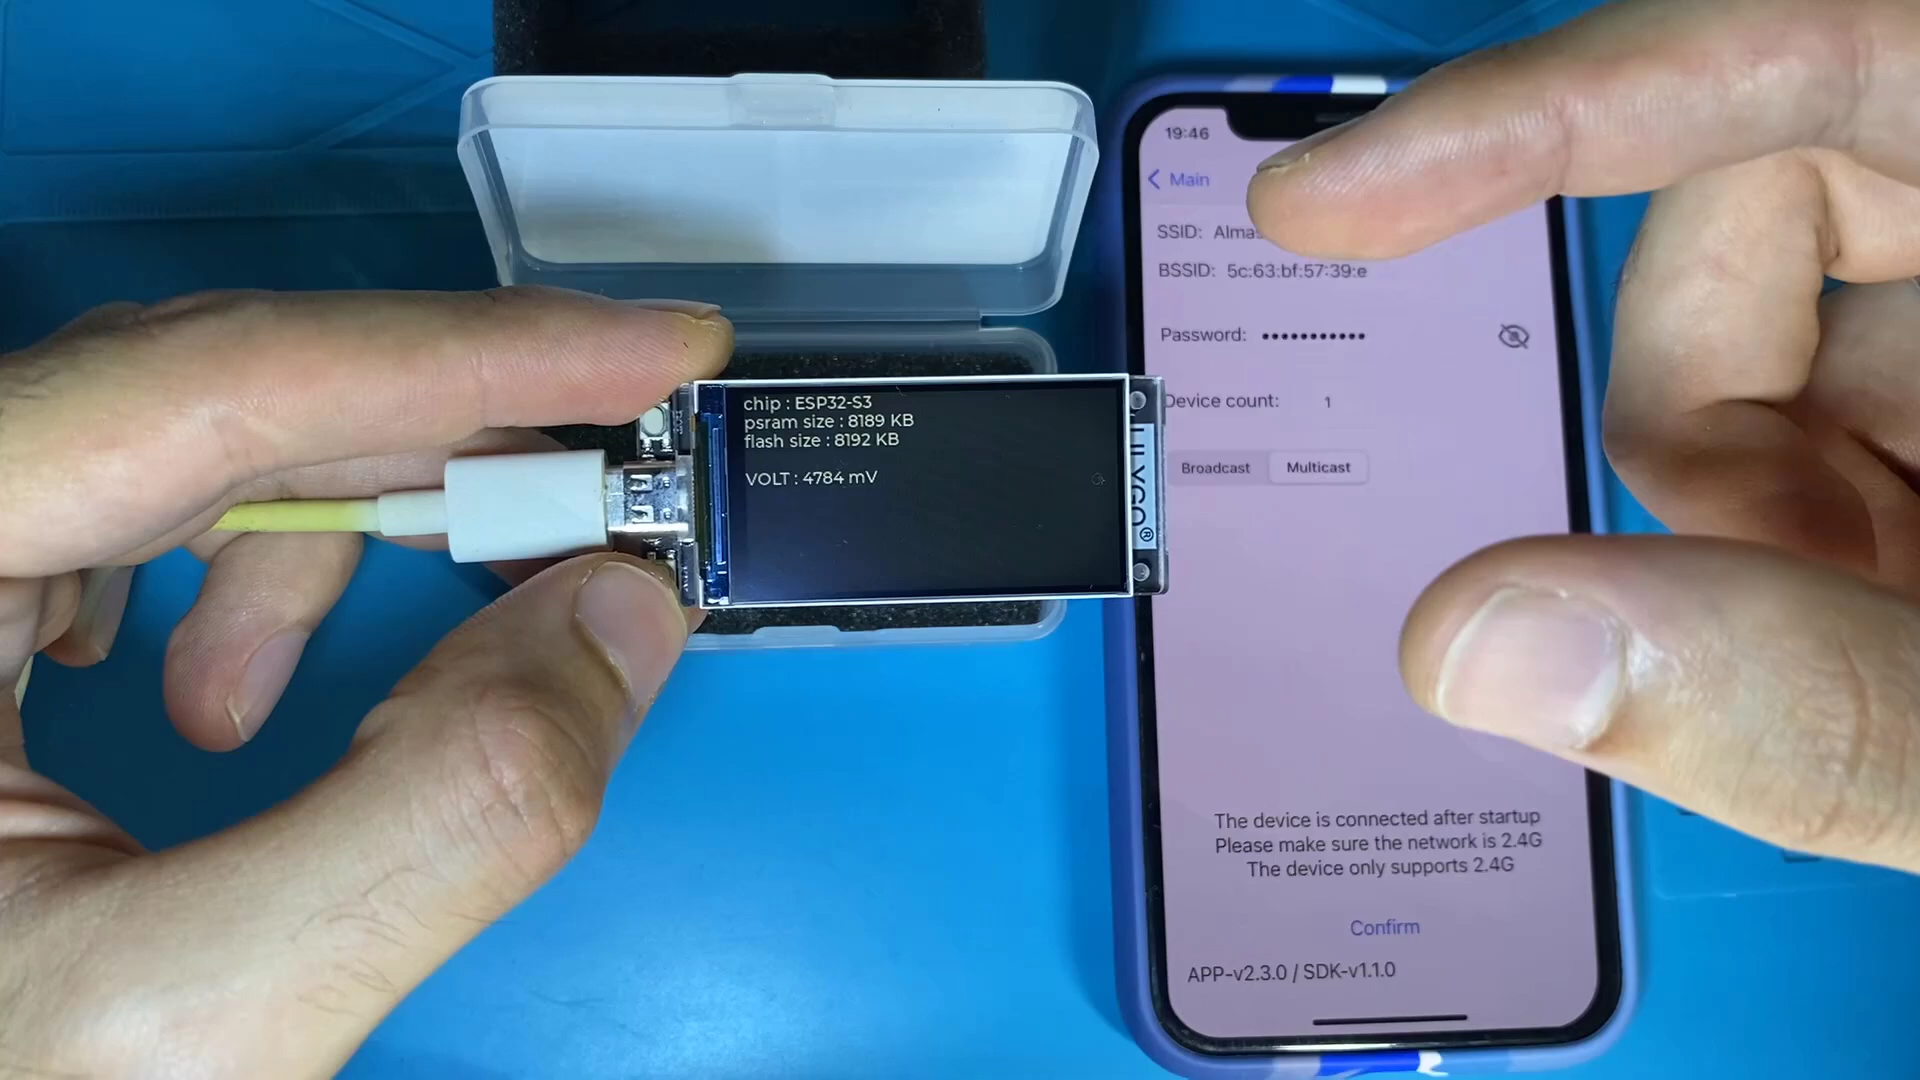 chip : ESP32-S3
psram size : 8189 KB
flash size : 8192 KB
VOLT : 4784 mV
LILYGO®
19:46
Main
SSID:
BSSID: 5c:63:bf:57:39:e
Password: •••••••••••
Device count: 1
Broadcast Multicast
The device is connected after startup
Please make sure the network is 2.4G
The device only supports 2.4G
Confirm
APP-v2.3.0 / SDK-v1.1.0